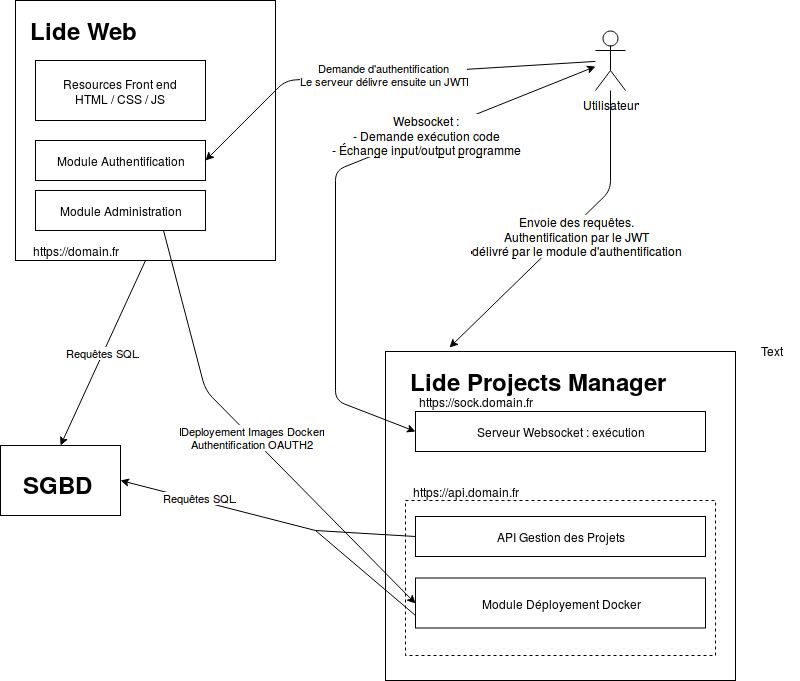 Lide Web
Resources Front end
HTML / CSS / JS
Module Authentification
Module Administration
https://domain.fr
Demande d'authentification
Le serveur délivre ensuite un JWT
Utilisateur
Websocket :
- Demande exécution code
- Échange input/output programme
Envoie des requêtes.
Authentification par le JWT
délivré par le module d'authentification
Requêtes SQL
Text
Lide Projects Manager
https://sock.domain.fr
Serveur Websocket : exécution
Deployement Images Docker
Authentification OAUTH2
SGBD
Requêtes SQL
https://api.domain.fr
API Gestion des Projets
Module Déployement Docker